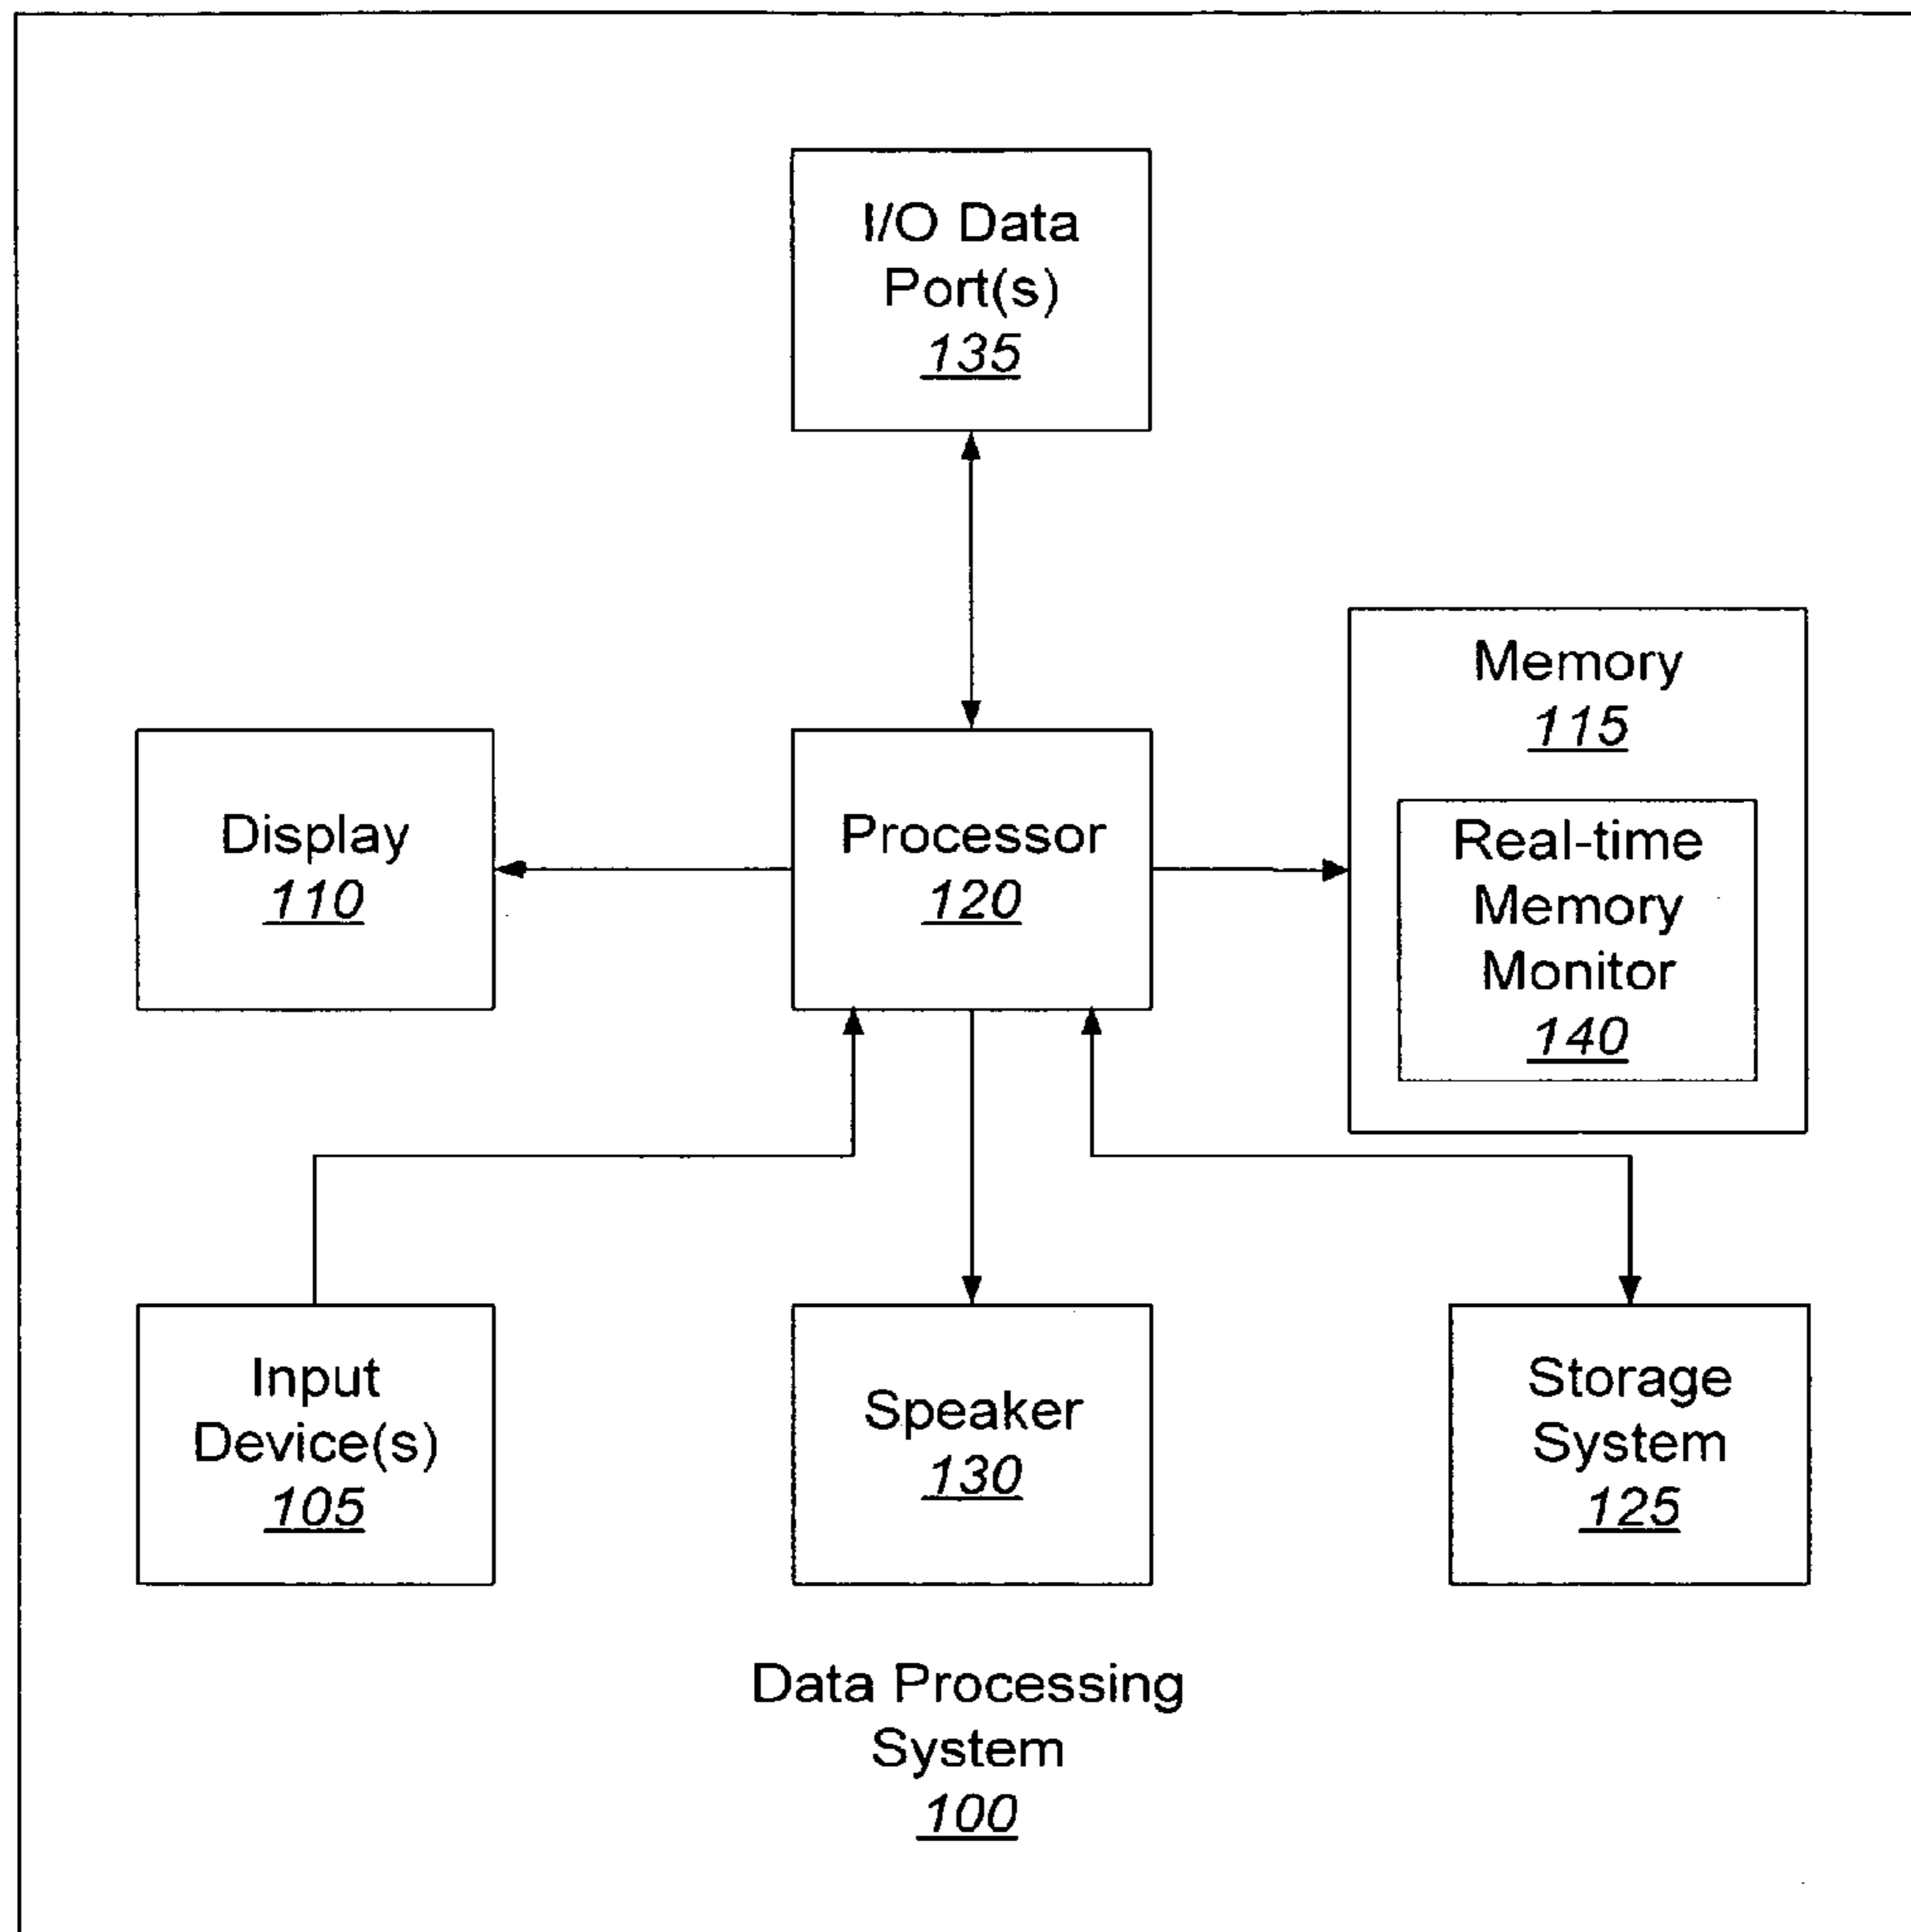 I/O Data
Port(s)
135
Memory
115
Display
110
Processor
120
Real-time
Memory
Monitor
140
Input
Device(s)
105
Speaker
130
Storage
System
125
Data Processing
System
100